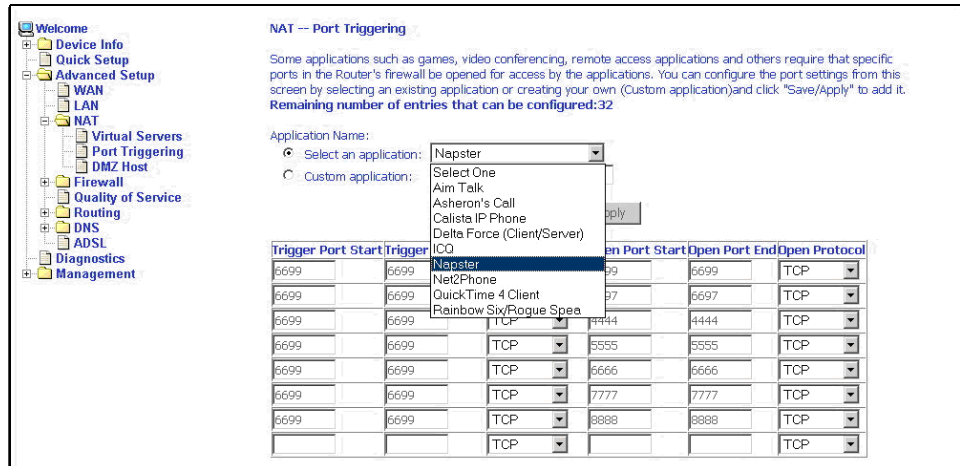 Welcome
Device Info
Quick Setup
Advanced Setup
WAN
LAN
NAT
Virtual Servers
Port Triggering
DMZ Host
Firewall
Quality of Service
Routing
DNS
ADSL
Diagnostics
Management
NAT -- Port Triggering
Some applications such as games, video conferencing, remote access applications and others require that specific
ports in the Router's firewall be opened for access by the applications. You can configure the port settings from this
screen by selecting an existing application or creating your own (Custom application)and click "Save/Apply" to add it.
Remaining number of entries that can be configured:32
Application Name:
Select an application: Napster
Custom application:
Select One
Aim Talk
Asheron's Call
Calista IP Phone
Delta Force (Client/Server)
ICQ
Napster
Net2Phone
QuickTime 4 Client
Rainbow Six/Rogue Spea
Trigger Port Start Trigger Port Start Open Port End Open Protocol
6699 6699 6699 TCP
6699 6699 6697 TCP
6699 6699 TCP 4444 4444 TCP
6699 6699 TCP 5555 5555 TCP
6699 6699 TCP 6666 6666 TCP
6699 6699 TCP 7777 7777 TCP
6699 6699 TCP 8888 8888 TCP
TCP TCP